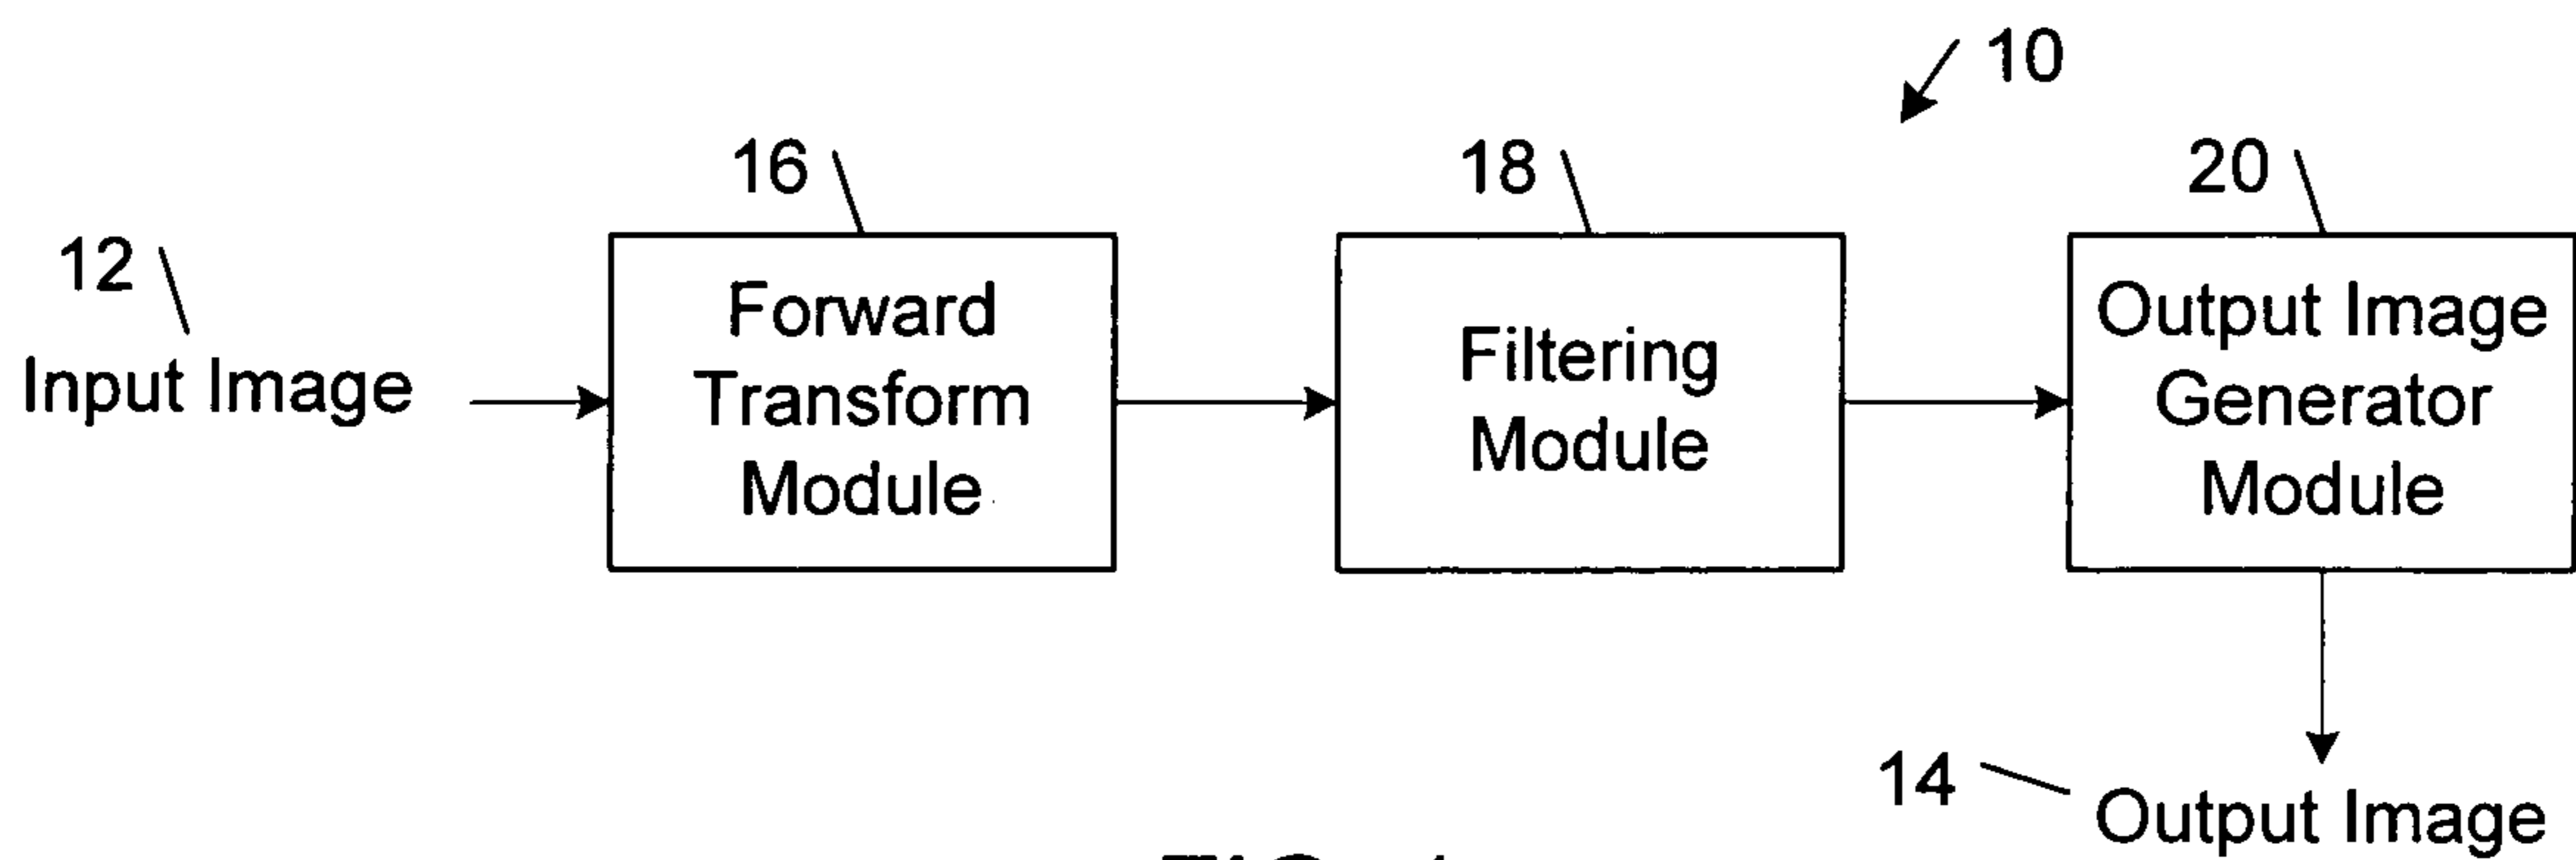 10
16
18
20
12
Forward
Transform
Module
Filtering
Module
Output Image
Generator
Module
Input Image
14
Output Image